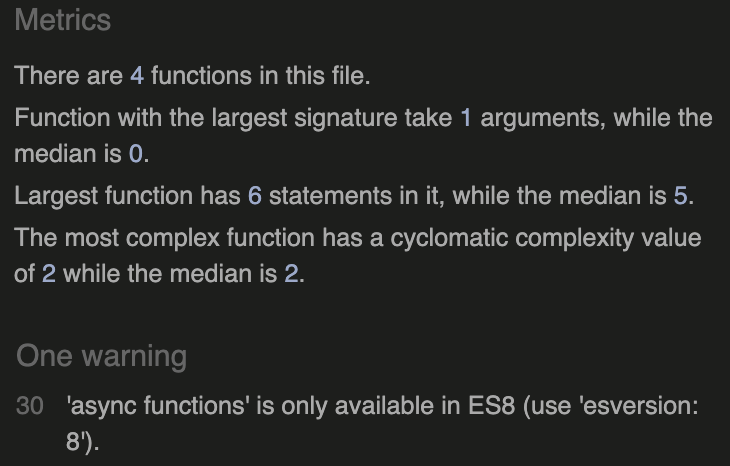 Metrics
There are 4 functions in this file.
Function with the largest signature take 1 arguments, while the
median is 0.
Largest function has 6 statements in it, while the median is 5.
The most complex function has a cyclomatic complexity value
of 2 while the median is 2.
One warning
30 'async functions' is only available in ES8 (use 'esversion:
8').